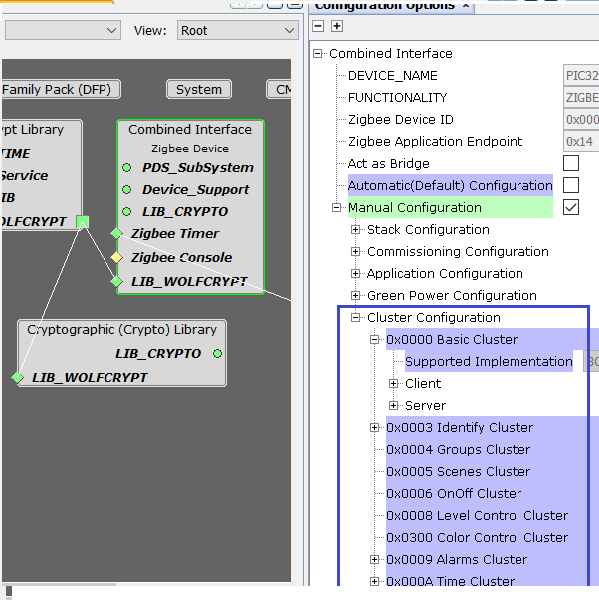 Configuration Options ×
View: Root
Combined Interface
DEVICE_NAME PIC32
FUNCTIONALITY ZIGBE
Zigbee Device ID 0x000
Zigbee Application Endpoint 0x14
Act as Bridge
Automatic(Default) Configuration
Manual Configuration
Stack Configuration
Commissioning Configuration
Application Configuration
Green Power Configuration
Cluster Configuration
0x0000 Basic Cluster
Supported Implementation
Client
Server
0x0003 Identify Cluster
0x0004 Groups Cluster
0x0005 Scenes Cluster
0x0006 OnOff Cluster
0x0008 Level Control Cluster
0x0300 Color Control Cluster
0x0009 Alarms Cluster
0x000A Time Cluster
Family Pack (DFP)
System
CM
ypt Library
TIME
Service
IB
OLFCRYPT
Combined Interface
Zigbee Device
PDS_SubSystem
Device_Support
LIB_CRYPTO
Zigbee Timer
Zigbee Console
LIB_WOLFCRYPT
Cryptographic (Crypto) Library
LIB_CRYPTO
LIB_WOLFCRYPT